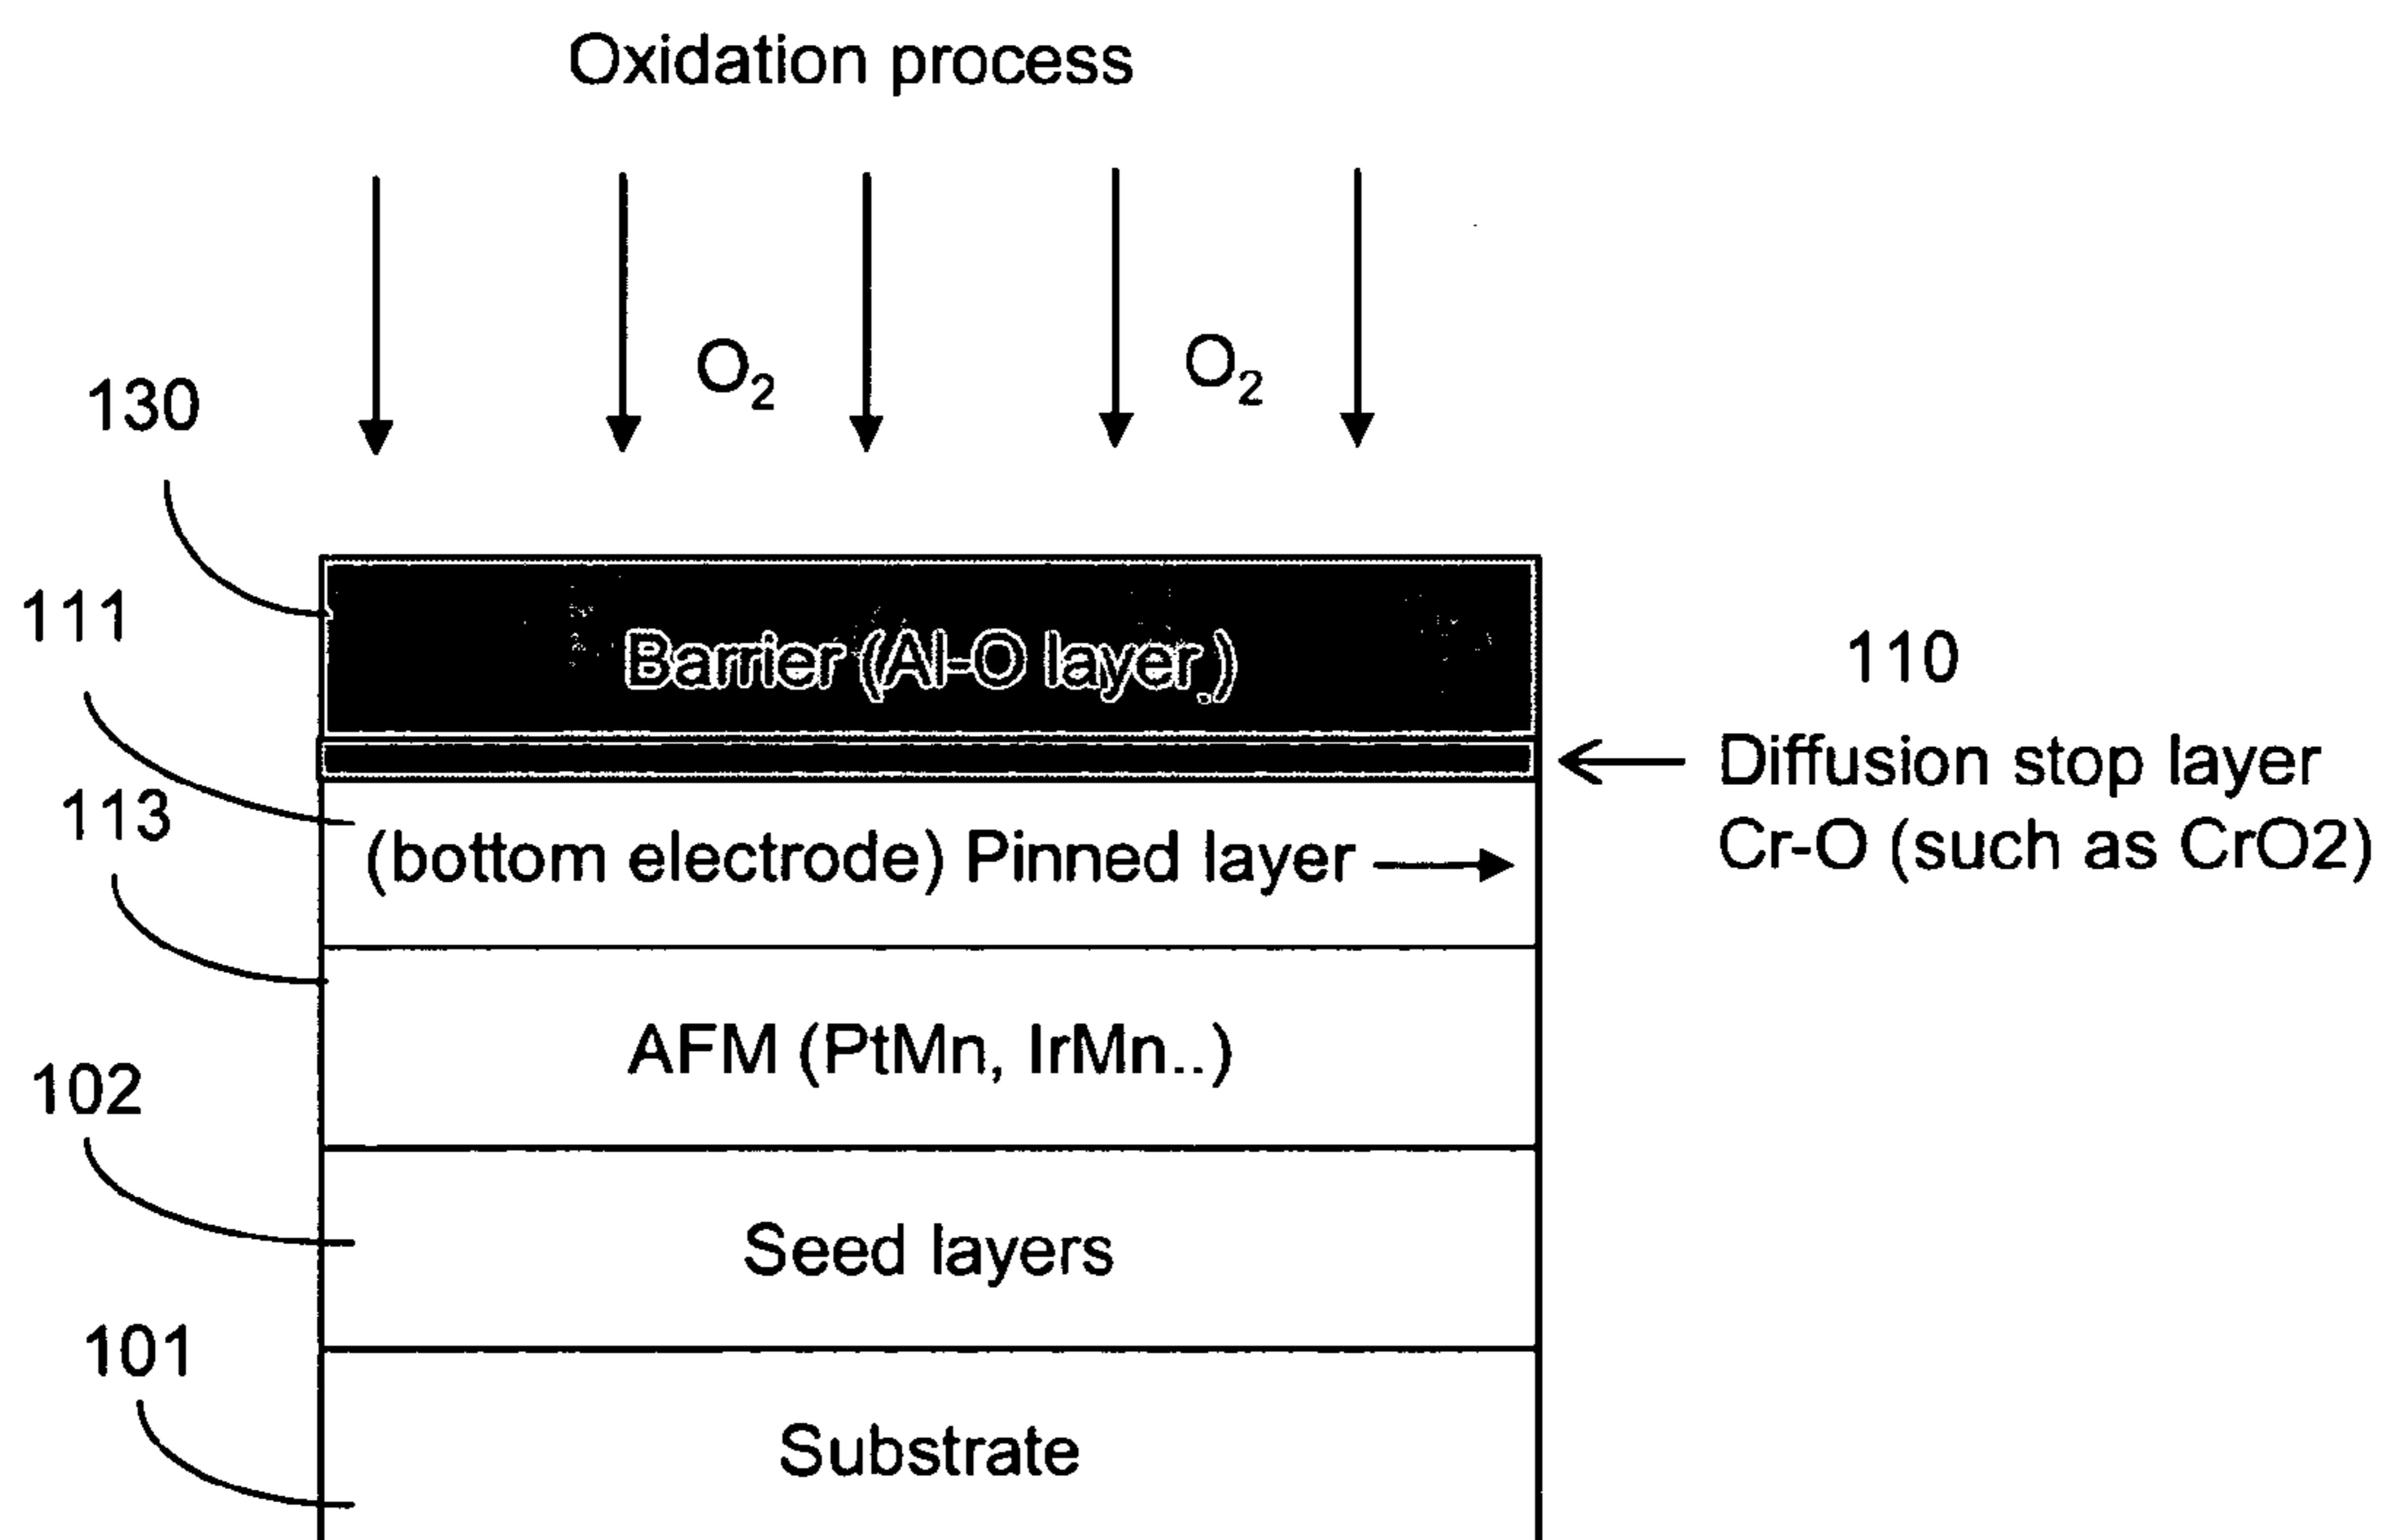 Oxidation process
O₂ O₂
130
111
Barrier (Al-O layer )
110
Diffusion stop layer
113
(bottom electrode) Pinned layer
Cr-O (such as CrO2)
102
AFM (PtMn, IrMn..)
Seed layers
101
Substrate